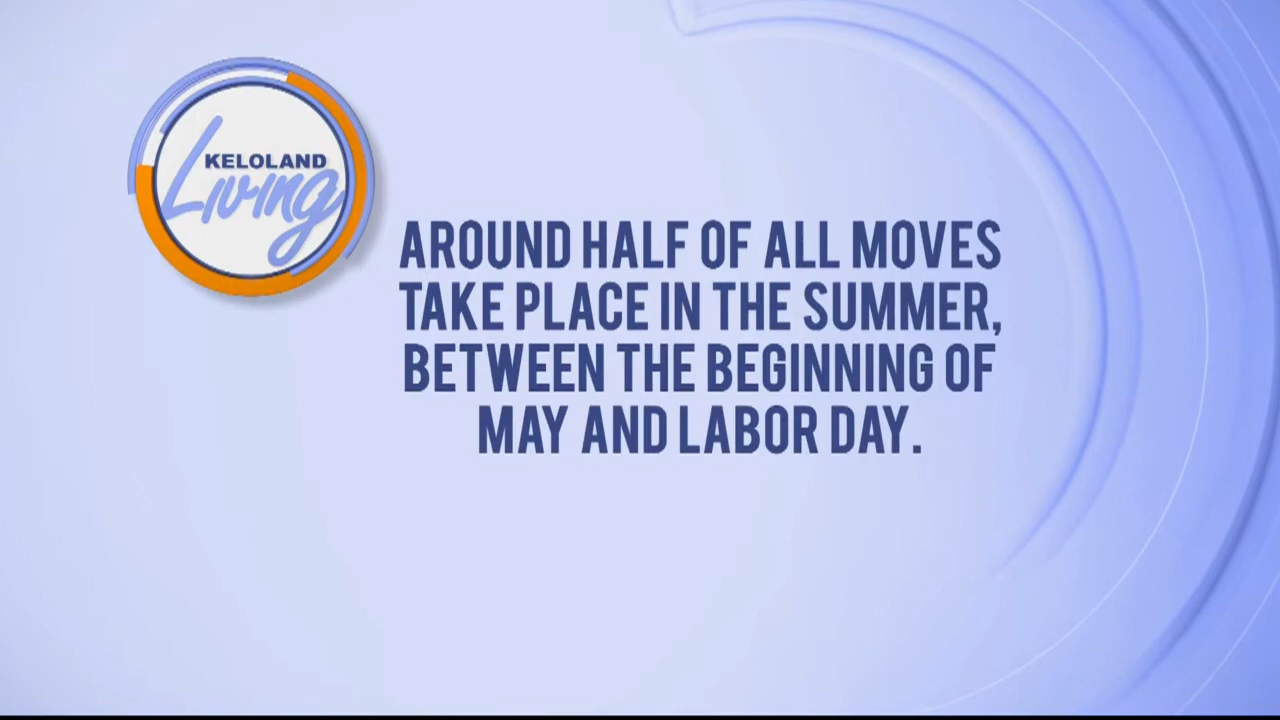 KELOLAND
Living
AROUND HALF OF ALL MOVES
TAKE PLACE IN THE SUMMER,
BETWEEN THE BEGINNING OF
MAY AND LABOR DAY.